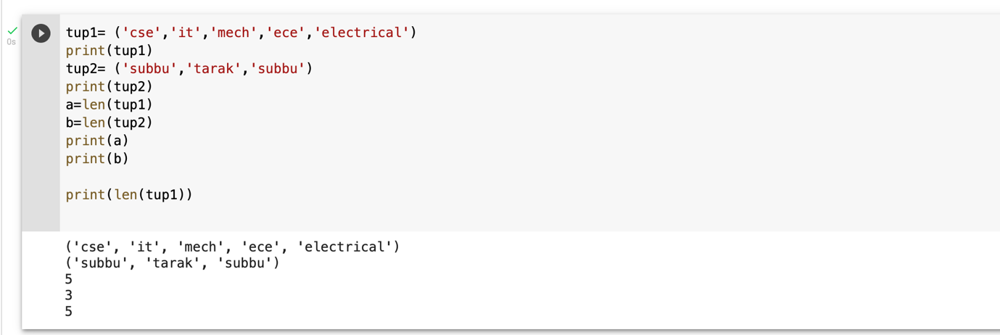 0s
tup1= ('cse','it','mech','ece','electrical')
print(tup1)
tup2= ('subbu','tarak','subbu')
print(tup2)
a=len(tup1)
b=len(tup2)
print(a)
print(b)
print(len(tup1))
('cse', 'it', 'mech', 'ece', 'electrical')
('subbu', 'tarak', 'subbu')
5
3
5